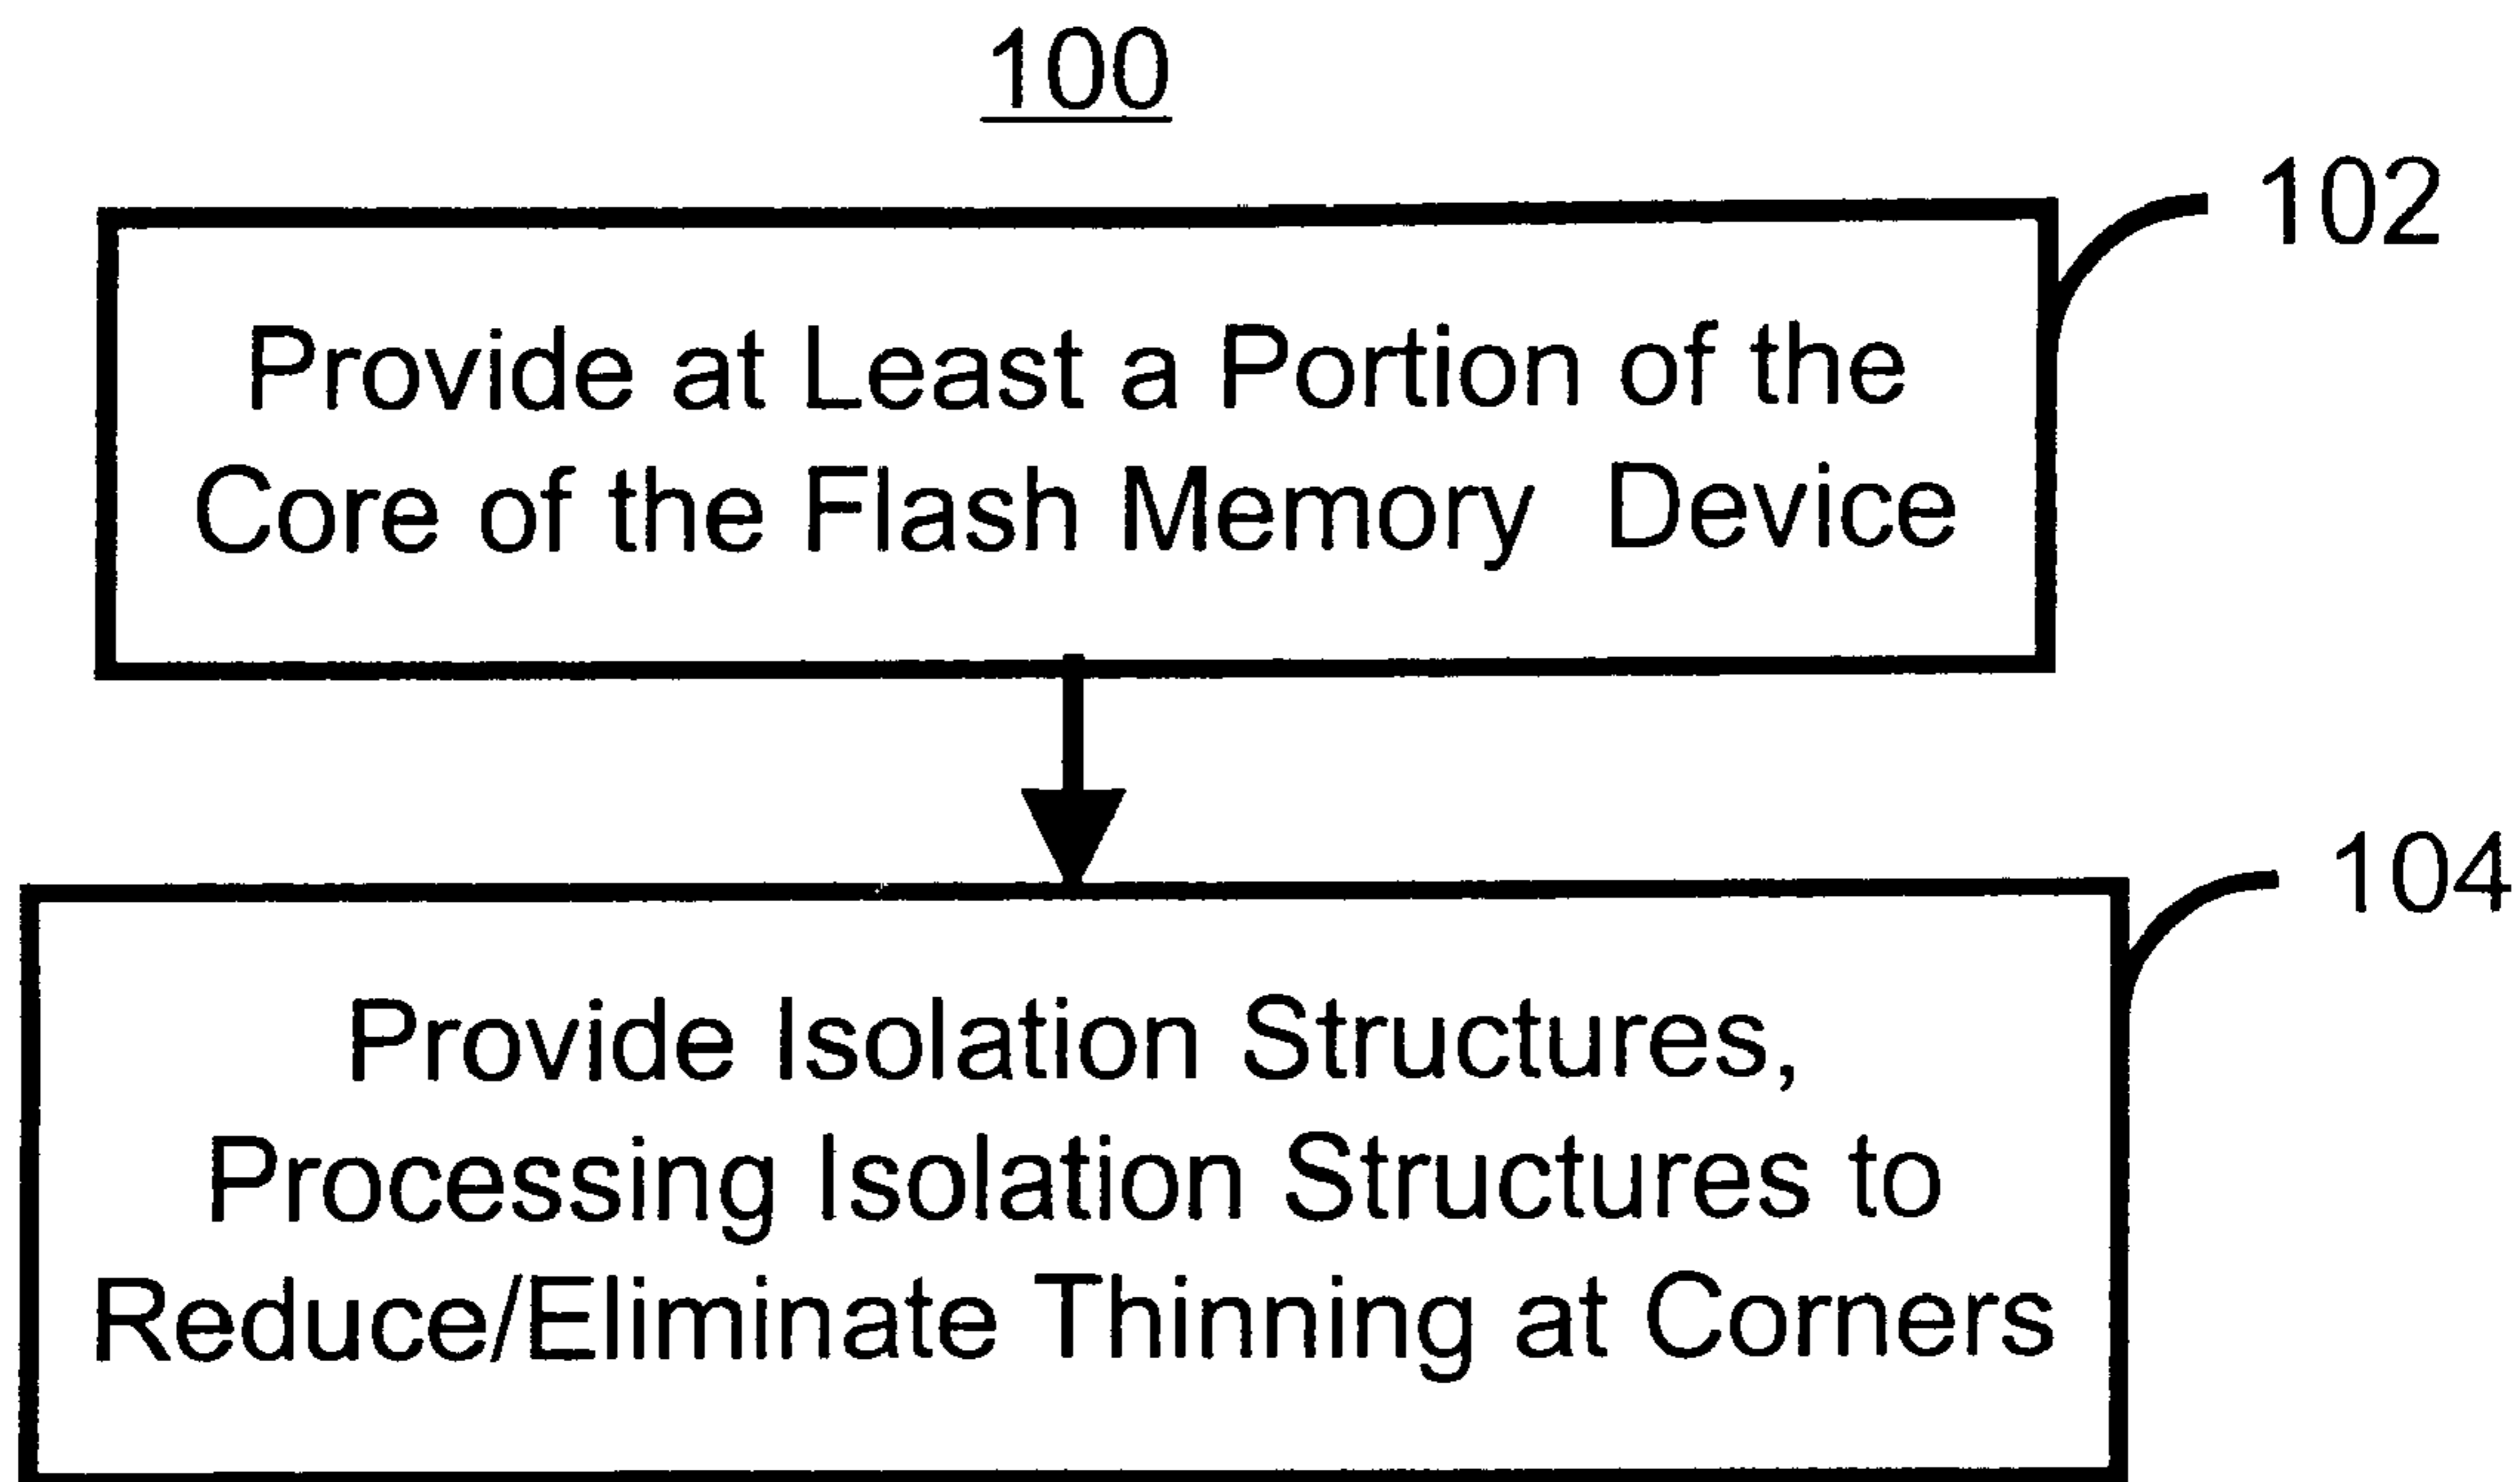 100
102
Provide at Least a Portion of the
Core of the Flash Memory Device
104
Provide Isolation Structures,
Processing Isolation Structures to
Reduce/Eliminate Thinning at Corners